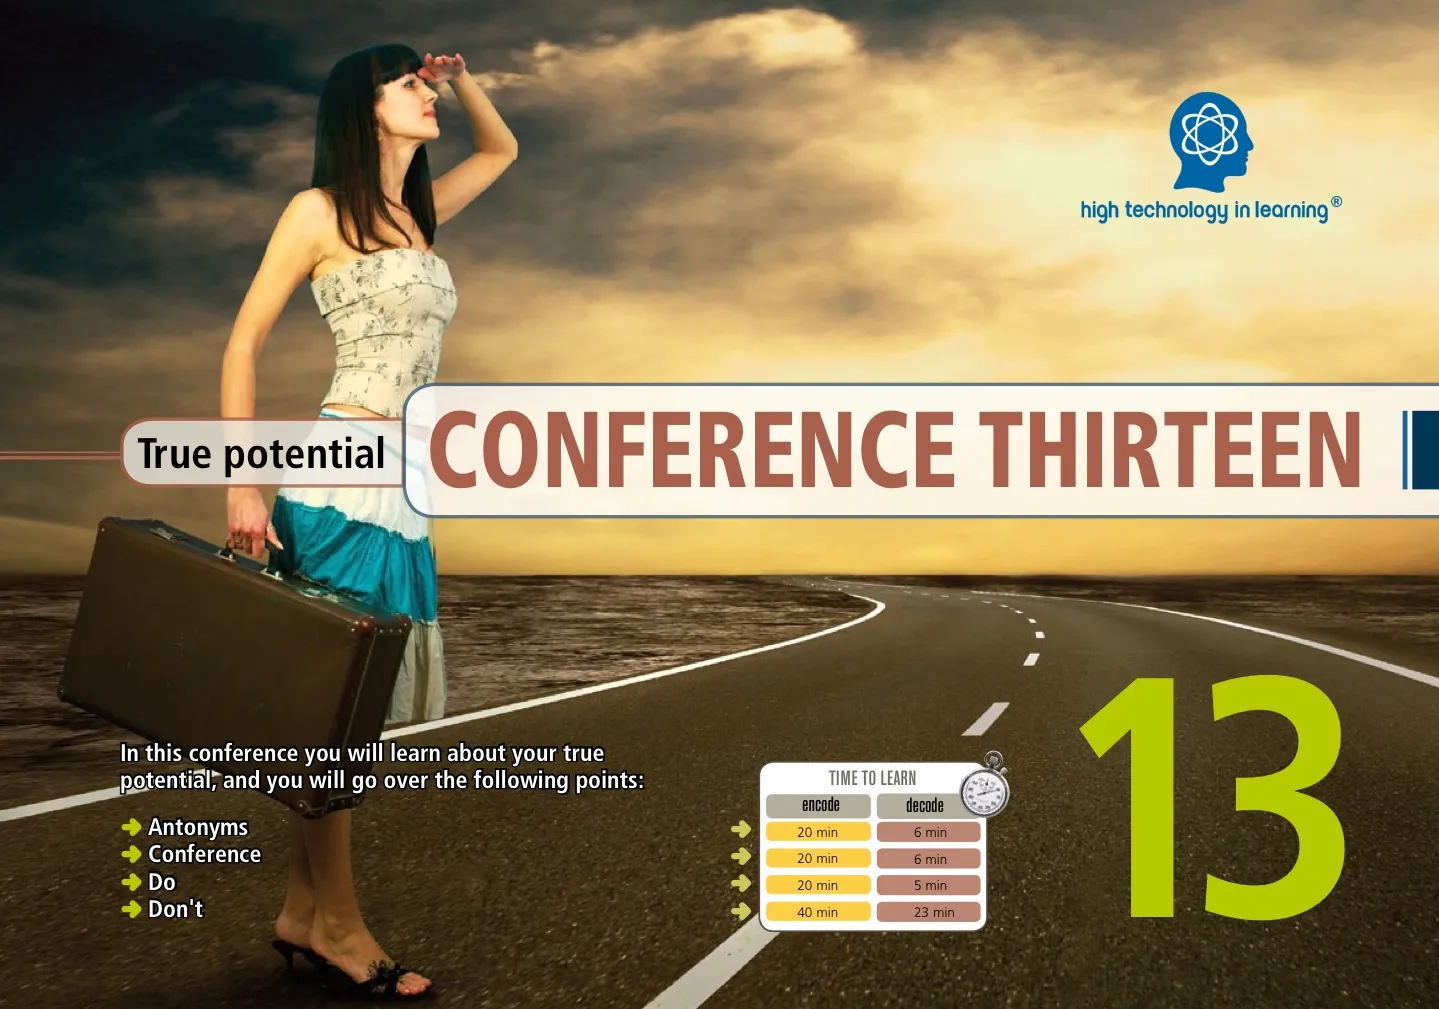 high technology in learning®
True potential
CONFERENCE THIRTEEN
In this conference you will learn about your true
potential, and you will go over the following points:
Antonyms
Conference
Do
Don't
TIME TO LEARN
encode decode
20 min 6 min
20 min 6 min
20 min 5 min
40 min 23 min
13